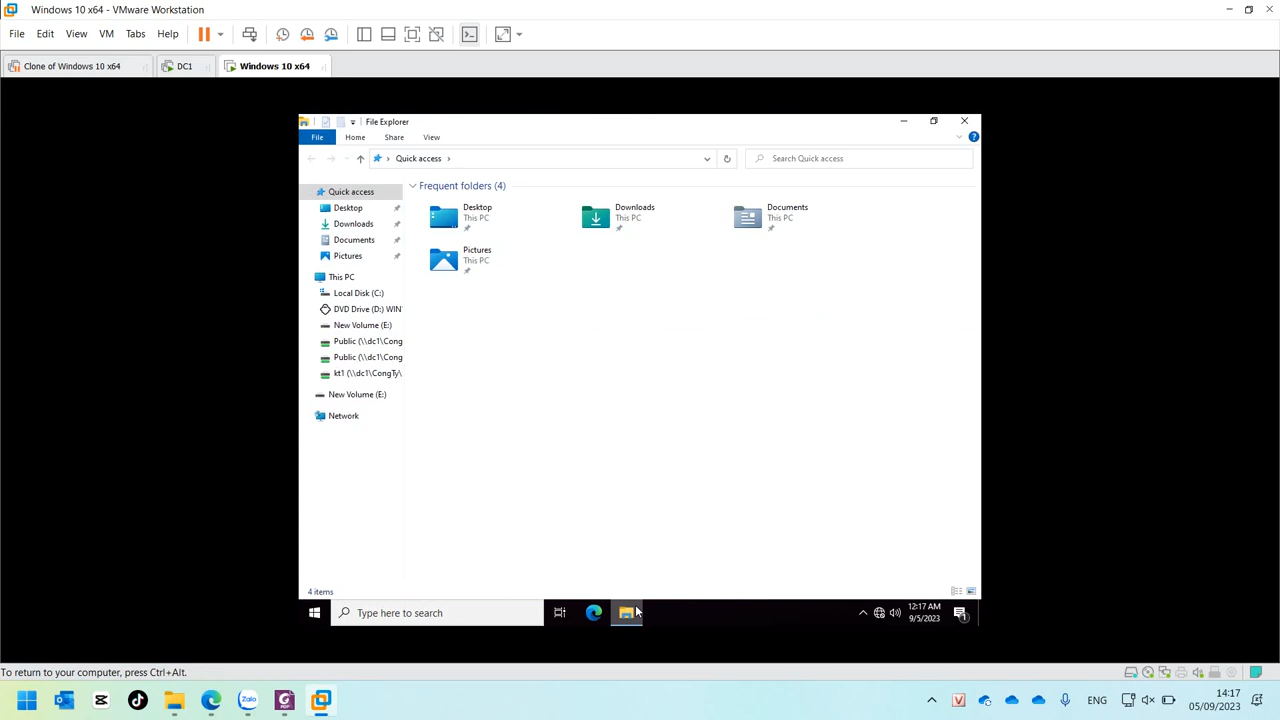 Windows 10 x64 - VMware Workstation
File Edit View VM Tabs Help
Clone of Windows 10 x64
DC1
Windows 10 x64
File Explorer
File Home Share View
Quick access
Search Quick access
Quick access
Desktop
Downloads
Documents
Pictures
This PC
Local Disk (C:)
DVD Drive (D:) WIN
New Volume (E:)
Public (\\dc1\Cong
Public (\\dc1\Cong
kt1 (\\dc1\CongTy\
New Volume (E:)
Network
Frequent folders (4)
Desktop
This PC
Downloads
This PC
Documents
This PC
Pictures
This PC
4 items
Type here to search
12:17 AM
9/5/2023
1
To return to your computer, press Ctrl+Alt.
Zalo
PDF
V
ENG
14:17
05/09/2023